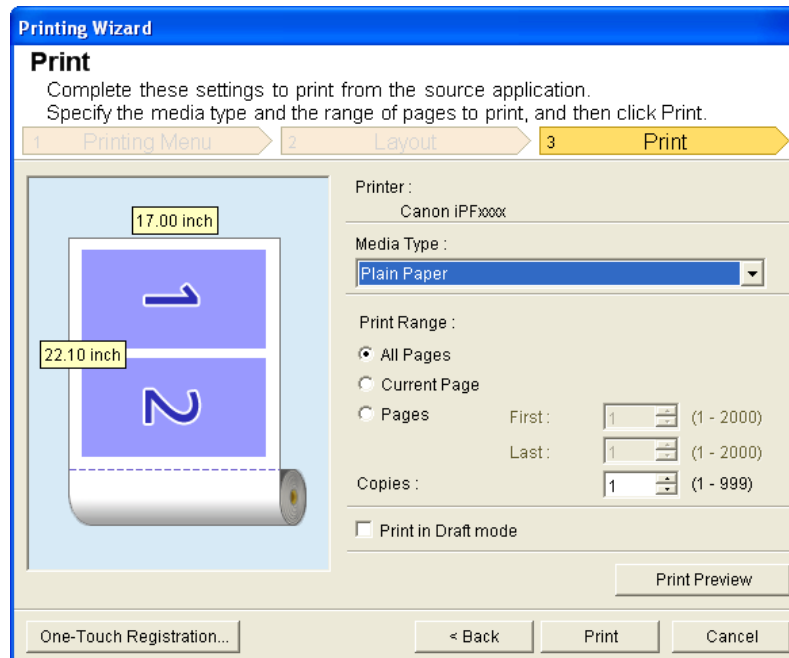 Printing Wizard
Print
Complete these settings to print from the source application.
Specify the media type and the range of pages to print, and then click Print.
1 Printing Menu 2 Layout 3 Print
17.00 inch
22.10 inch
1
2
Printer :
Canon iPFxxxx
Media Type :
Plain Paper
Print Range :
All Pages
Current Page
Pages First : 1 (1 - 2000)
Last : 1 (1 - 2000)
Copies : 1 (1 - 999)
Print in Draft mode
Print Preview
One-Touch Registration... < Back Print Cancel